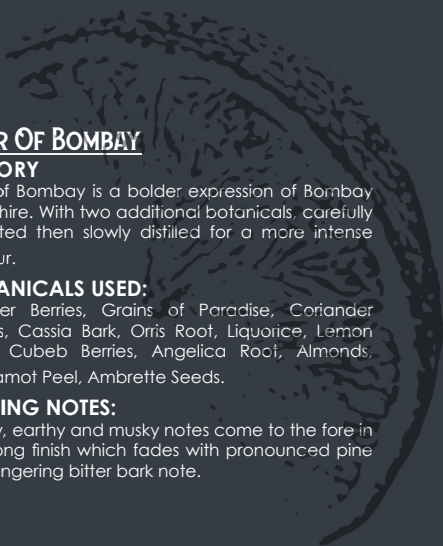 R OF BOMBAY
ORY
of Bombay is a bolder expression of Bombay
hire. With two additional botanicals, carefully
ted then slowly distilled for a more intense
ur.
ANICALS USED:
er Berries, Grains of Paradise, Coriander
s, Cassia Bark, Orris Root, Liquorice, Lemon
Cubeb Berries, Angelica Root, Almonds,
amot Peel, Ambrette Seeds.
ING NOTES:
y, earthy and musky notes come to the fore in
ong finish which fades with pronounced pine
ngering bitter bark note.